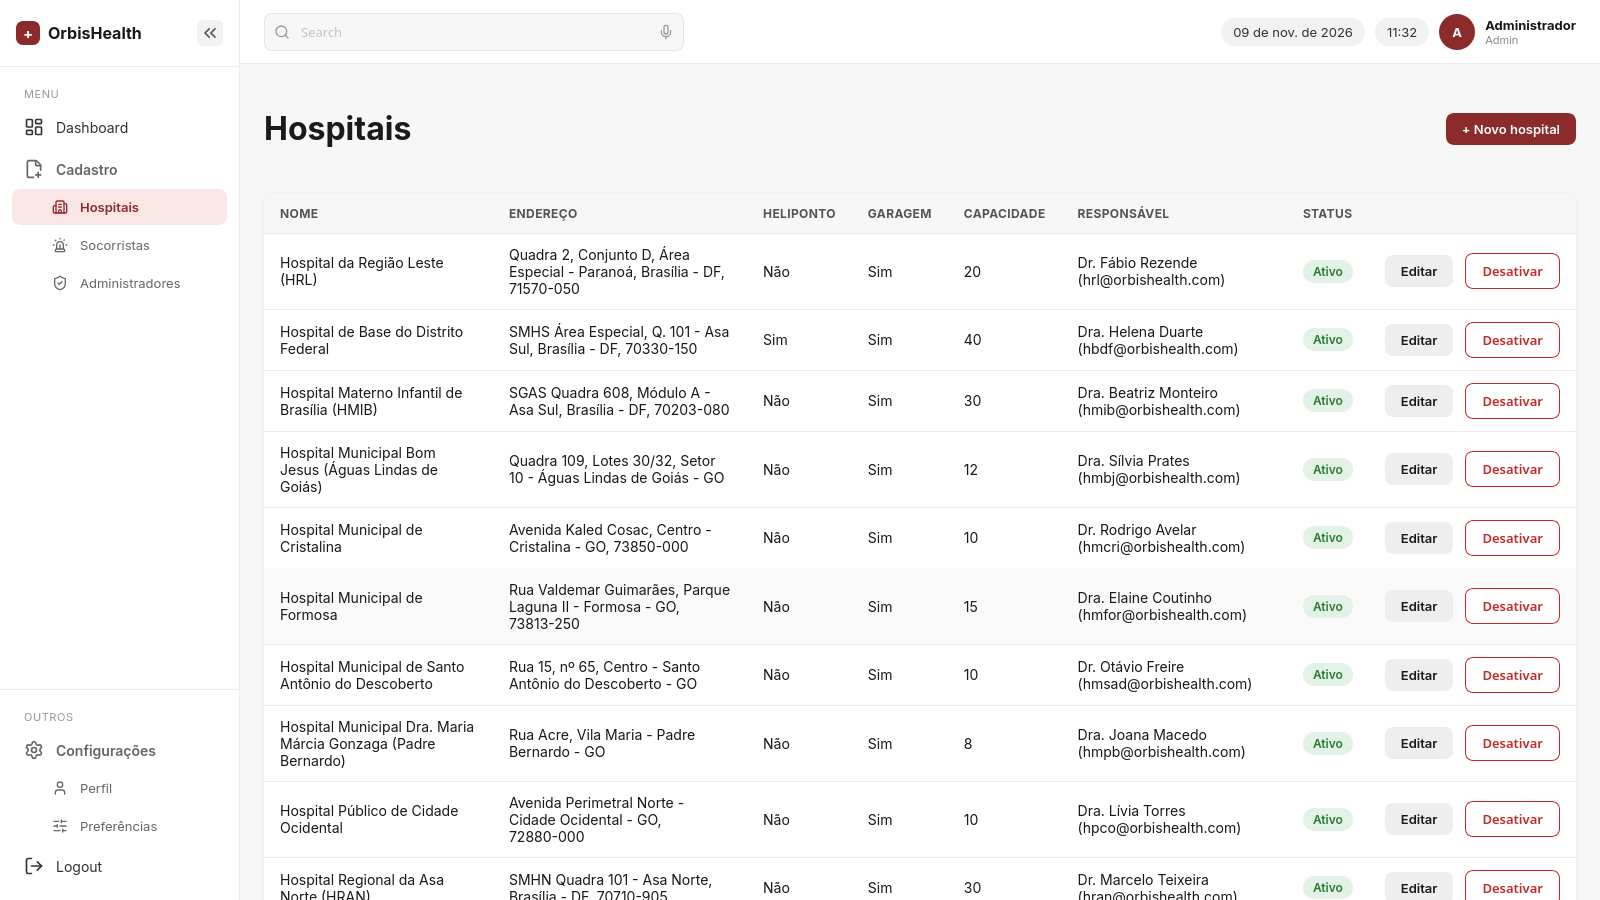 + OrbisHealth
Search
09 de nov. de 2026
11:32
A
Administrador
Admin
MENU
Dashboard
Cadastro
Hospitais
Socorristas
Administradores
OUTROS
Configurações
Perfil
Preferências
Logout
Hospitais
+ Novo hospital
NOME ENDEREÇO HELIPONTO GARAGEM CAPACIDADE RESPONSÁVEL STATUS
Hospital da Região Leste
(HRL)
Quadra 2, Conjunto D, Área
Especial - Paranoá, Brasília - DF,
71570-050
Não
Sim
20
Dr. Fábio Rezende
(hrl@orbishealth.com)
Ativo
Editar
Desativar
Hospital de Base do Distrito
Federal
SMHS Área Especial, Q. 101 - Asa
Sul, Brasília - DF, 70330-150
Sim
Sim
40
Dra. Helena Duarte
(hbdf@orbishealth.com)
Ativo
Editar
Desativar
Hospital Materno Infantil de
Brasília (HMIB)
SGAS Quadra 608, Módulo A -
Asa Sul, Brasília - DF, 70203-080
Não
Sim
30
Dra. Beatriz Monteiro
(hmib@orbishealth.com)
Ativo
Editar
Desativar
Hospital Municipal Bom
Jesus (Águas Lindas de
Goiás)
Quadra 109, Lotes 30/32, Setor
10 - Águas Lindas de Goiás - GO
Não
Sim
12
Dra. Sílvia Prates
(hmbj@orbishealth.com)
Ativo
Editar
Desativar
Hospital Municipal de
Cristalina
Avenida Kaled Cosac, Centro -
Cristalina - GO, 73850-000
Não
Sim
10
Dr. Rodrigo Avelar
(hmcri@orbishealth.com)
Ativo
Editar
Desativar
Hospital Municipal de
Formosa
Rua Valdemar Guimarães, Parque
Laguna II - Formosa - GO,
73813-250
Não
Sim
15
Dra. Elaine Coutinho
(hmfor@orbishealth.com)
Ativo
Editar
Desativar
Hospital Municipal de Santo
Antônio do Descoberto
Rua 15, nº 65, Centro - Santo
Antônio do Descoberto - GO
Não
Sim
10
Dr. Otávio Freire
(hmsad@orbishealth.com)
Ativo
Editar
Desativar
Hospital Municipal Dra. Maria
Márcia Gonzaga (Padre
Bernardo)
Rua Acre, Vila Maria - Padre
Bernardo - GO
Não
Sim
8
Dra. Joana Macedo
(hmpb@orbishealth.com)
Ativo
Editar
Desativar
Hospital Público de Cidade
Ocidental
Avenida Perimetral Norte -
Cidade Ocidental - GO,
72880-000
Não
Sim
10
Dra. Lívia Torres
(hpco@orbishealth.com)
Ativo
Editar
Desativar
Hospital Regional da Asa
Norte (HRAN)
SMHN Quadra 101 - Asa Norte,
Brasília - DF, 70710-905
Não
Sim
30
Dr. Marcelo Teixeira
(hran@orbishealth.com)
Ativo
Editar
Desativar